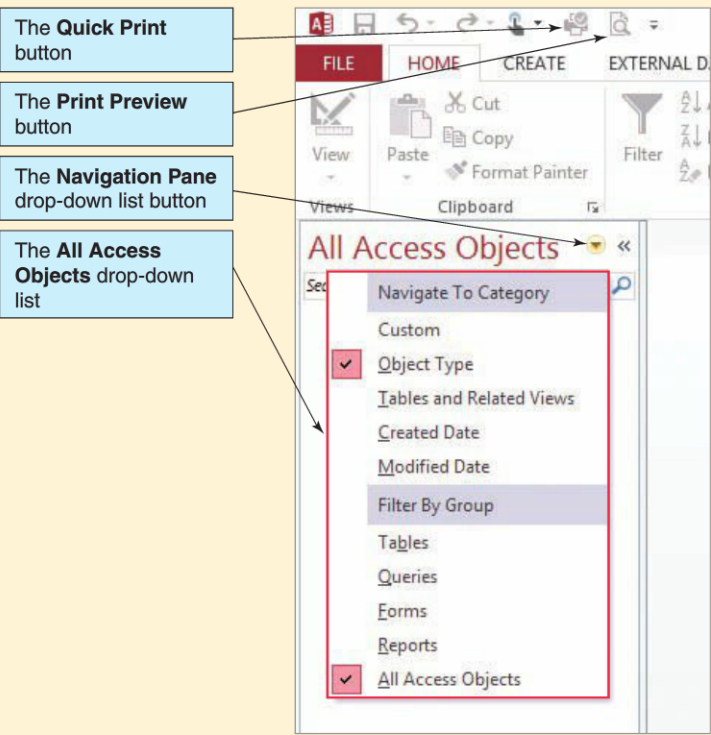 The Quick Print
button
The Print Preview
button
The Navigation Pane
drop-down list button
The All Access
Objects drop-down
list
FILE
HOME
CREATE
EXTERNAL D
View
Paste
Cut
Copy
Format Painter
Filter
Views
Clipboard
All Access Objects
Navigate To Category
Custom
Object Type
Tables and Related Views
Created Date
Modified Date
Filter By Group
Tables
Queries
Forms
Reports
All Access Objects